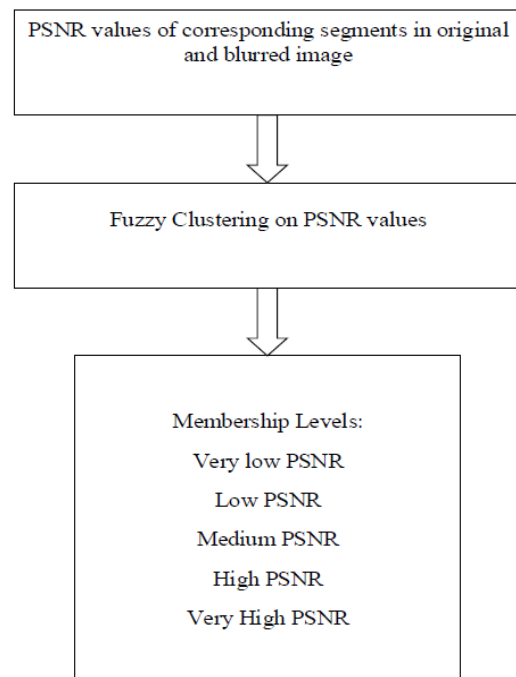 PSNR values of corresponding segments in original
and blurred image
Fuzzy Clustering on PSNR values
Membership Levels:
Very low PSNR
Low PSNR
Medium PSNR
High PSNR
Very High PSNR